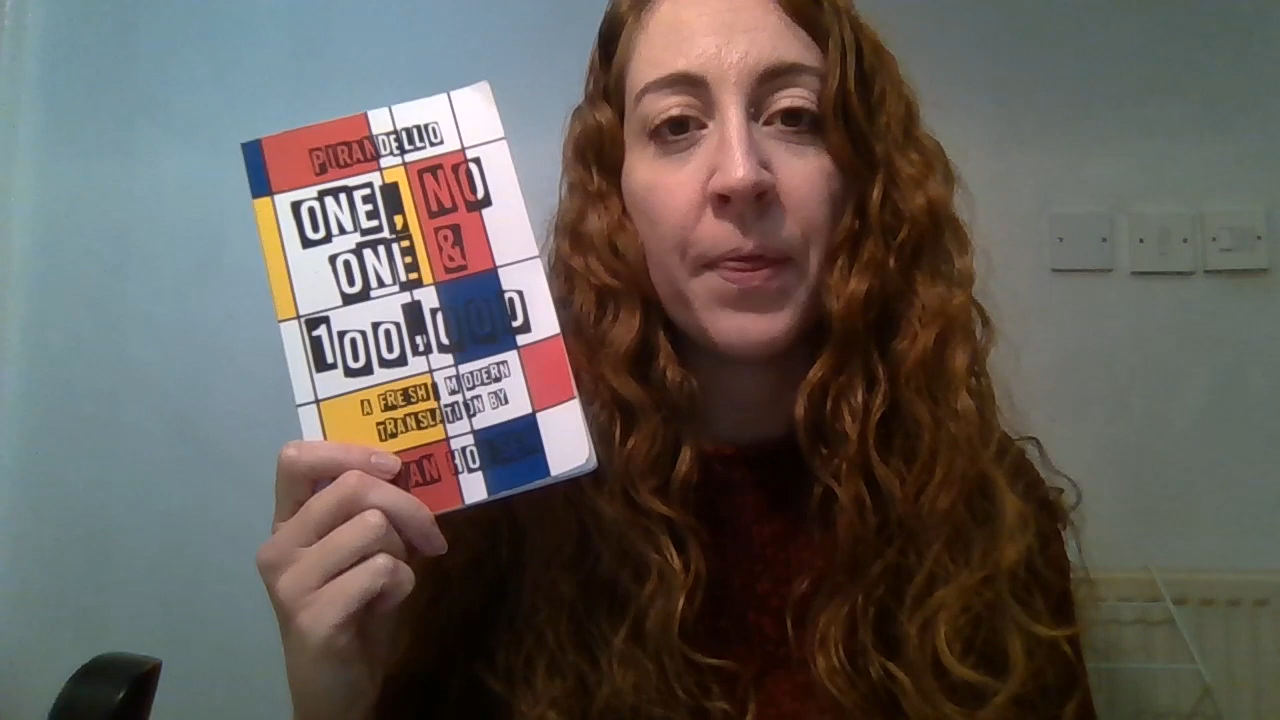 PIRANDELLO
ONE, NO
ONE &
100,000
A FRESH MODERN
TRANSLATION BY